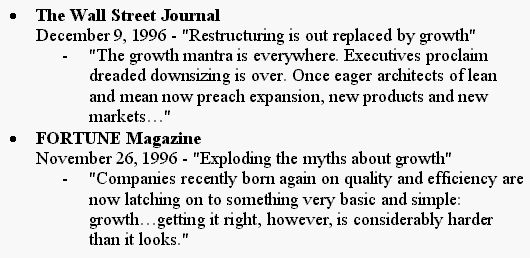 • The Wall Street Journal
December 9, 1996 - "Restructuring is out replaced by growth"
- "The growth mantra is everywhere. Executives proclaim
dreaded downsizing is over. Once eager architects of lean
and mean now preach expansion, new products and new
markets…"
• FORTUNE Magazine
November 26, 1996 - "Exploding the myths about growth"
- "Companies recently born again on quality and efficiency are
now latching on to something very basic and simple:
growth…getting it right, however, is considerably harder
than it looks."